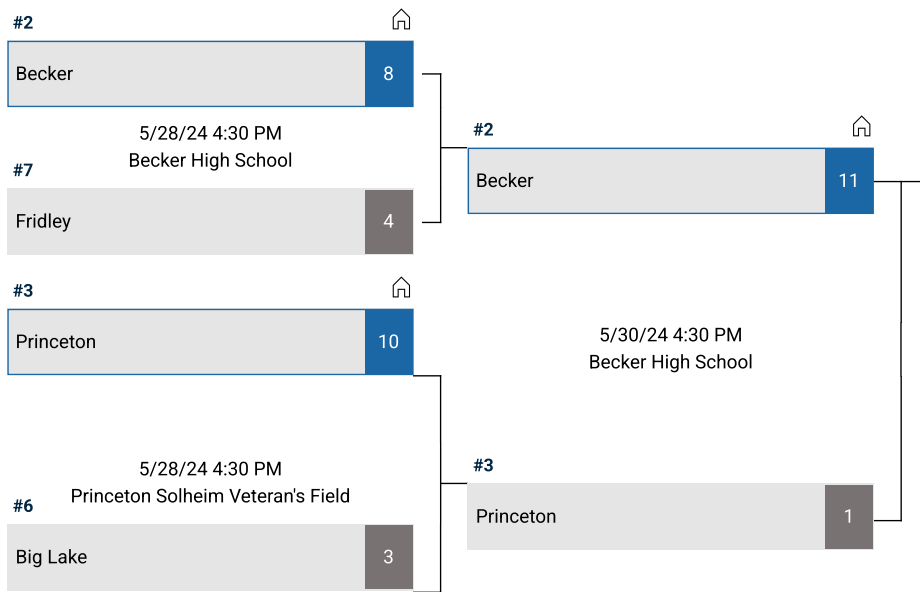 #2
Becker
8
5/28/24 4:30 PM
Becker High School
#7
Fridley
4
#3
Princeton
10
5/28/24 4:30 PM
Princeton Solheim Veteran's Field
#6
Big Lake
3
#2
Becker
11
5/30/24 4:30 PM
Becker High School
#3
Princeton
1